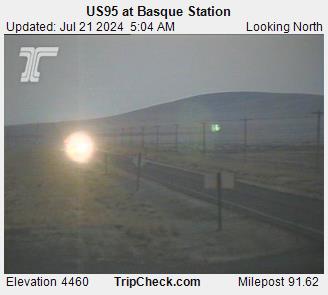 US95 at Basque Station
Updated: Jul 21 2024 5:04 AM Looking North
Elevation 4460 TripCheck.com Milepost 91.62